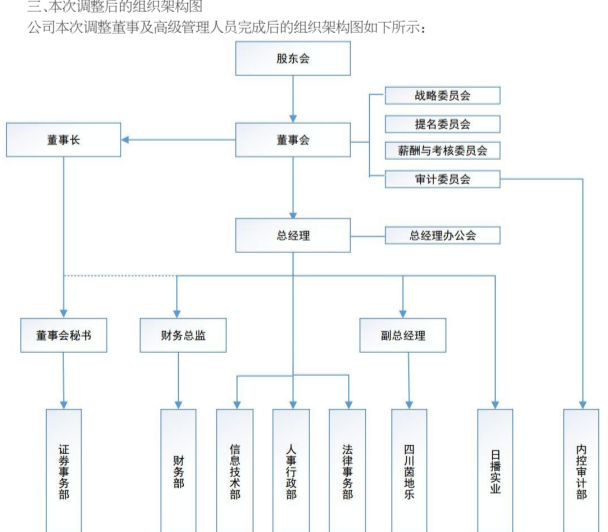 三、本次调整后的组织架构图
公司本次调整董事及高级管理人员完成后的组织架构图如下所示：
股东会
战略委员会
提名委员会
董事长
董事会
薪酬与考核委员会
审计委员会
总经理
总经理办公会
董事会秘书
财务总监
副总经理
证券事务部
财务部
信息技术部
人事行政部
法律事务部
四川茵地乐
日播实业
内控审计部